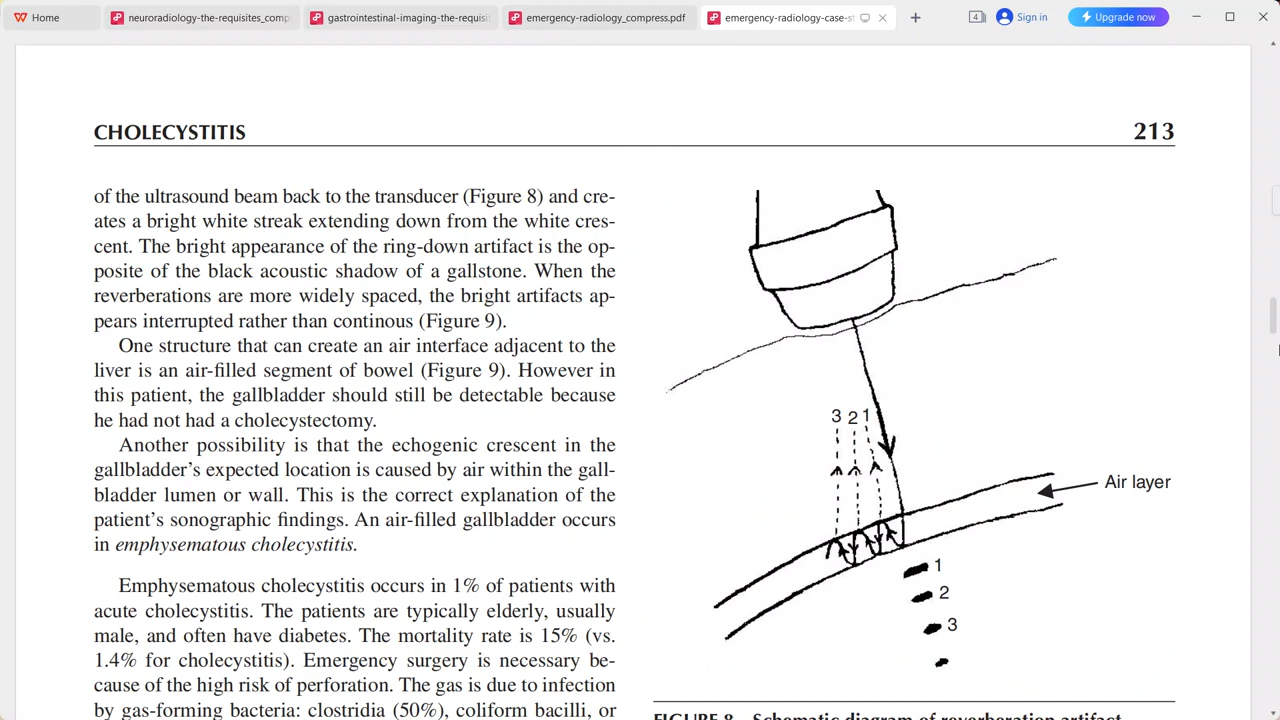 Home
neuroradiology-the-requisites_comp
gastrointestinal-imaging-the-requisit
emergency-radiology_compress.pdf
emergency-radiology-case-st
4
Sign in
Upgrade now
CHOLECYSTITIS
213
of the ultrasound beam back to the transducer (Figure 8) and cre-
ates a bright white streak extending down from the white cres-
cent. The bright appearance of the ring-down artifact is the op-
posite of the black acoustic shadow of a gallstone. When the
reverberations are more widely spaced, the bright artifacts ap-
pears interrupted rather than continous (Figure 9).
One structure that can create an air interface adjacent to the
liver is an air-filled segment of bowel (Figure 9). However in
this patient, the gallbladder should still be detectable because
he had not had a cholecystectomy.
Another possibility is that the echogenic crescent in the
gallbladder's expected location is caused by air within the gall-
bladder lumen or wall. This is the correct explanation of the
patient's sonographic findings. An air-filled gallbladder occurs
in emphysematous cholecystitis.
Emphysematous cholecystitis occurs in 1% of patients with
acute cholecystitis. The patients are typically elderly, usually
male, and often have diabetes. The mortality rate is 15% (vs.
1.4% for cholecystitis). Emergency surgery is necessary be-
cause of the high risk of perforation. The gas is due to infection
by gas-forming bacteria: clostridia (50%), coliform bacilli, or
3 2 1
Air layer
1
2
3
FIGURE 8 Schematic diagram of reverberation artifact